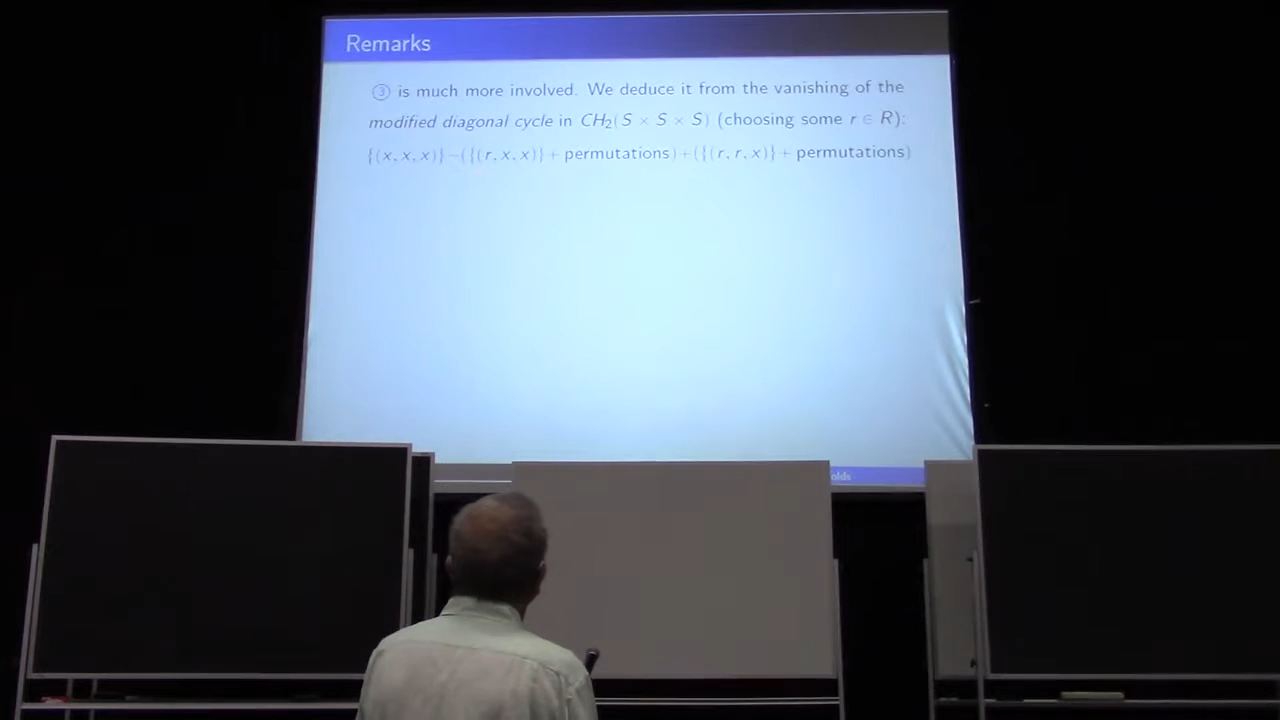 Remarks
③ is much more involved. We deduce it from the vanishing of the
modified diagonal cycle in CH₂(S × S × S) (choosing some r ∈ R):
{(x, x, x)} − ({(r, x, x)} + permutations) + ({(r, r, x)} + permutations)
olds